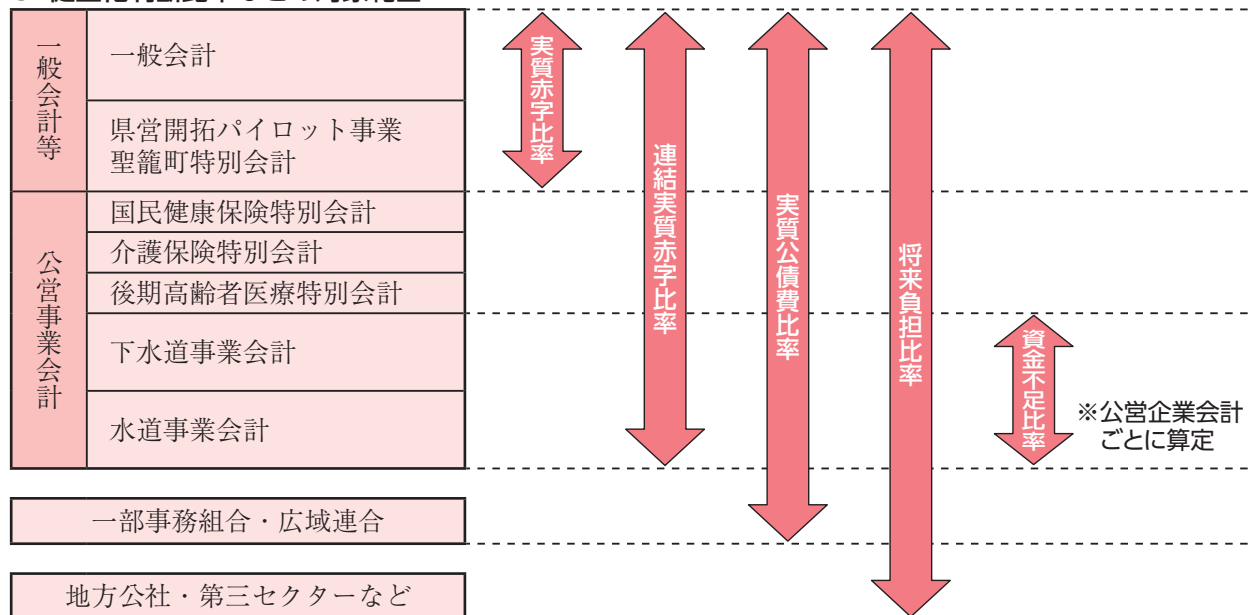 一般会計等
一般会計
県営開拓パイロット事業
聖籠町特別会計
公営事業会計
国民健康保険特別会計
介護保険特別会計
後期高齢者医療特別会計
下水道事業会計
水道事業会計
一部事務組合・広域連合
地方公社・第三セクターなど
実質赤字比率
連結実質赤字比率
実質公債費比率
将来負担比率
資金不足比率
※公営企業会計
ごとに算定